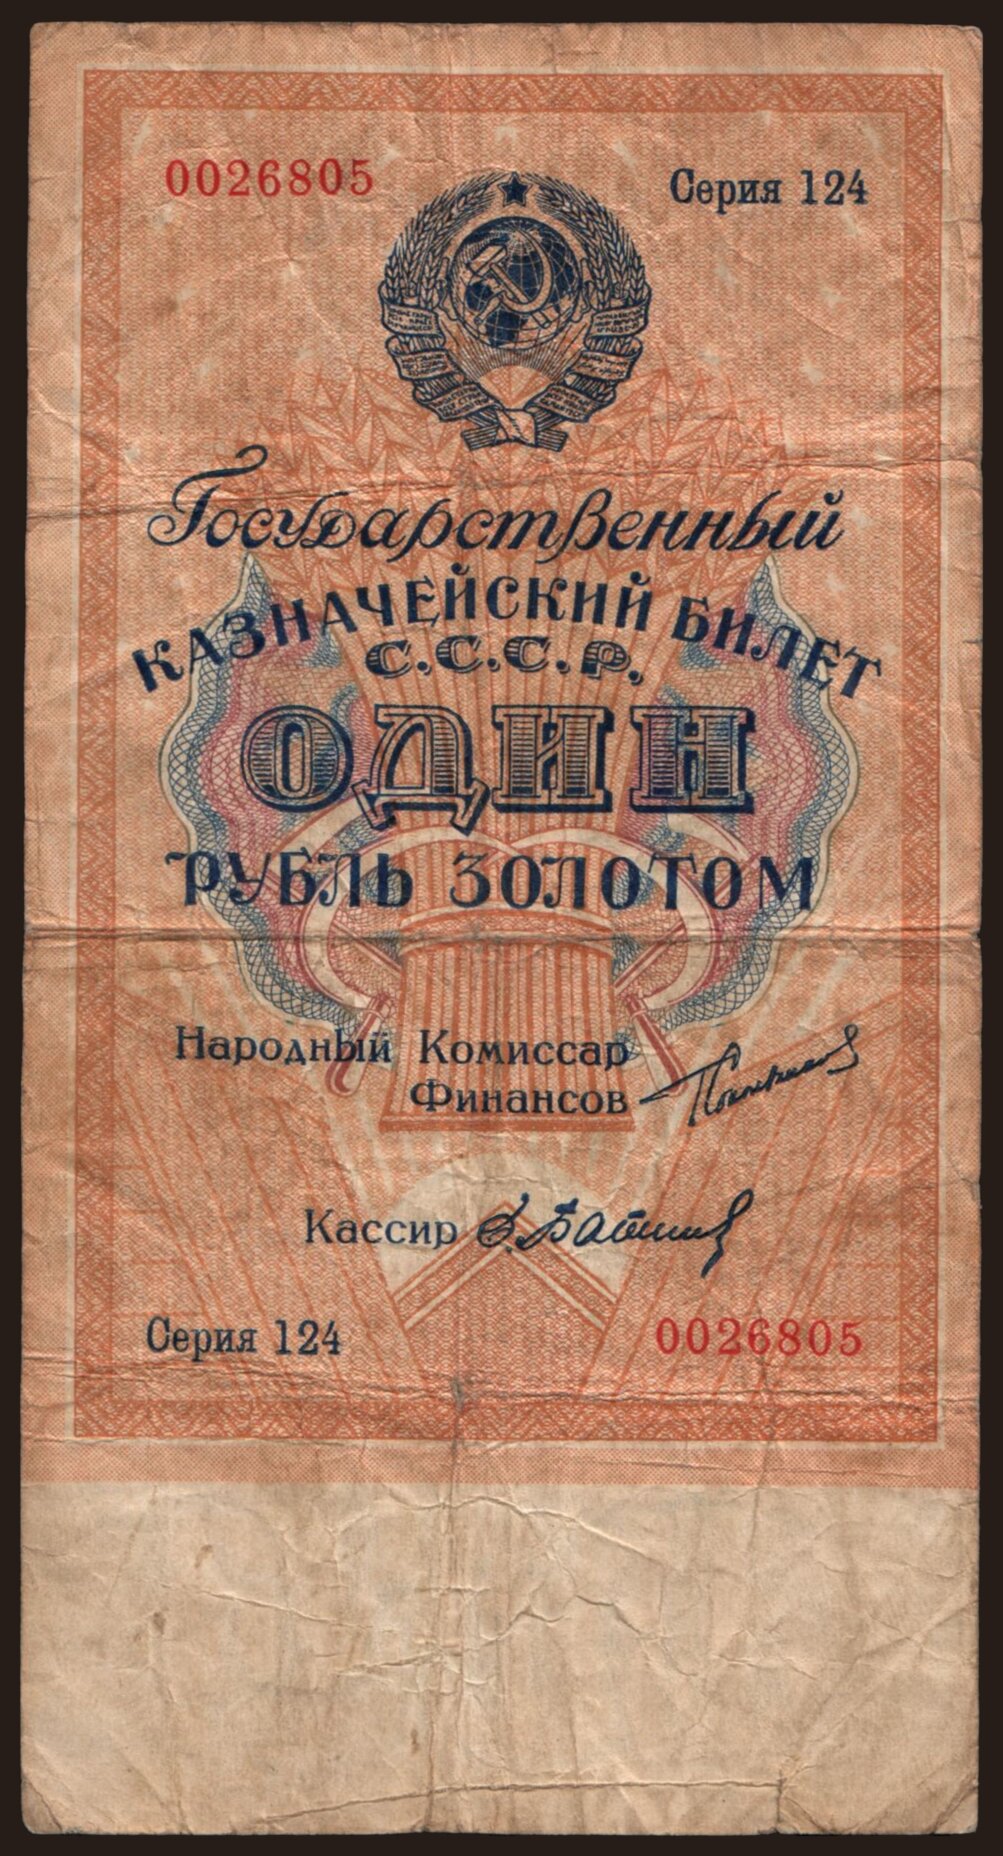 0026805
Серия 124
Государственный
КАЗНАЧЕЙСКИЙ БИЛЕТ
С.С.С.Р.
ОДИН
РУБЛЬ ЗОЛОТОМ
Народный Комиссар
Финансов
Кассир
Серия 124
0026805